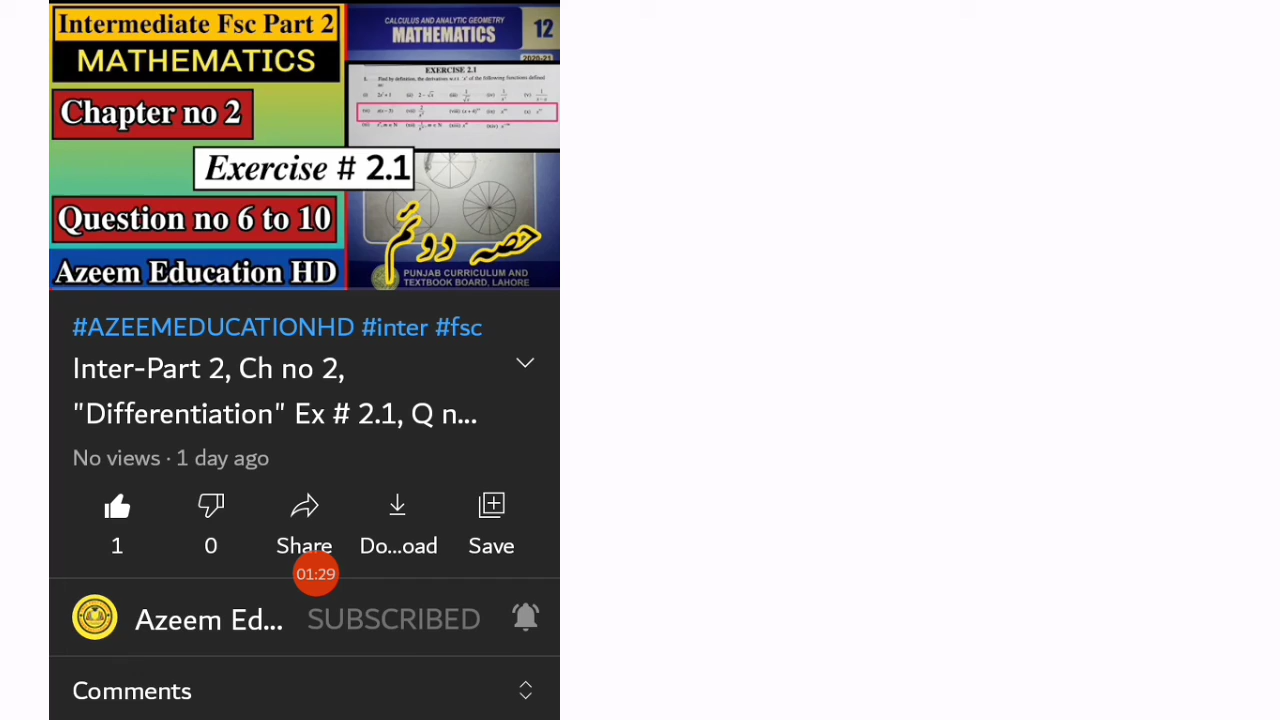 Intermediate Fsc Part 2
MATHEMATICS
Chapter no 2
Exercise # 2.1
Question no 6 to 10
Azeem Education HD
CALCULUS AND ANALYTIC GEOMETRY
MATHEMATICS
12
2020-21
EXERCISE 2.1
حصہ دوئم
PUNJAB CURRICULUM AND
TEXTBOOK BOARD, LAHORE
#AZEEMEDUCATIONHD #inter #fsc
Inter-Part 2, Ch no 2,
"Differentiation" Ex # 2.1, Q n...
No views · 1 day ago
1 0 Share Do...oad Save
01:29
Azeem Ed... SUBSCRIBED
Comments